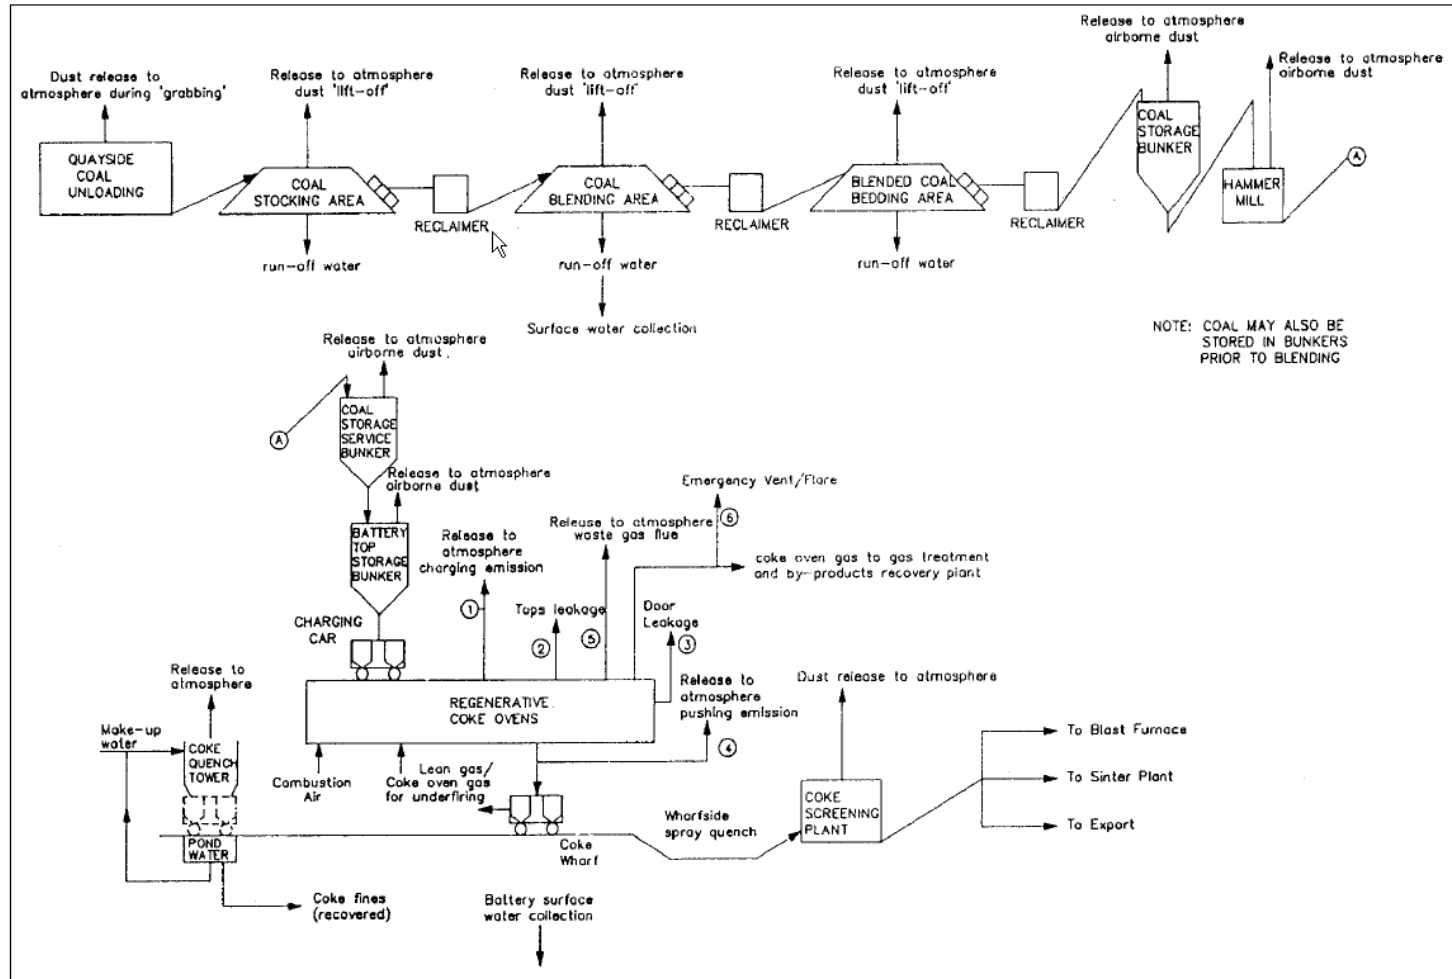 Release to atmosphere
airborne dust
Release to atmosphere
airborne dust
Dust release to
atmosphere during 'grabbing'
Release to atmosphere
dust 'lift-off'
Release to atmosphere
dust 'lift-off'
Release to atmosphere
dust 'lift-off'
QUAYSIDE
COAL
UNLOADING
COAL
STOCKING AREA
RECLAIMER
COAL
BLENDING AREA
RECLAIMER
BLENDED COAL
BEDDING AREA
RECLAIMER
COAL
STORAGE
BUNKER
HAMMER
MILL
A
run-off water
run-off water
run-off water
Surface water collection
NOTE: COAL MAY ALSO BE
STORED IN BUNKERS
PRIOR TO BLENDING
Release to atmosphere
airborne dust.
A
COAL
STORAGE
SERVICE
BUNKER
Release to atmosphere
airborne dust
BATTERY
TOP
STORAGE
BUNKER
CHARGING
CAR
Release to
atmosphere
charging emission
1
Tops leakage
2
Release to atmosphere
waste gas flue
5
Emergency Vent/Flare
6
coke oven gas to gas treatment
and by-products recovery plant
Door
Leakage
3
Release to
atmosphere
pushing emission
4
REGENERATIVE
COKE OVENS
Combustion
Air
Lean gas/
Coke oven gas
for underfiring
Release to
atmosphere
Make-up
water
COKE
QUENCH
TOWER
POND
WATER
Coke fines
(recovered)
Coke
Wharf
Battery surface
water collection
Wharfside
spray quench
Dust release to atmosphere
COKE
SCREENING
PLANT
To Blast Furnace
To Sinter Plant
To Export